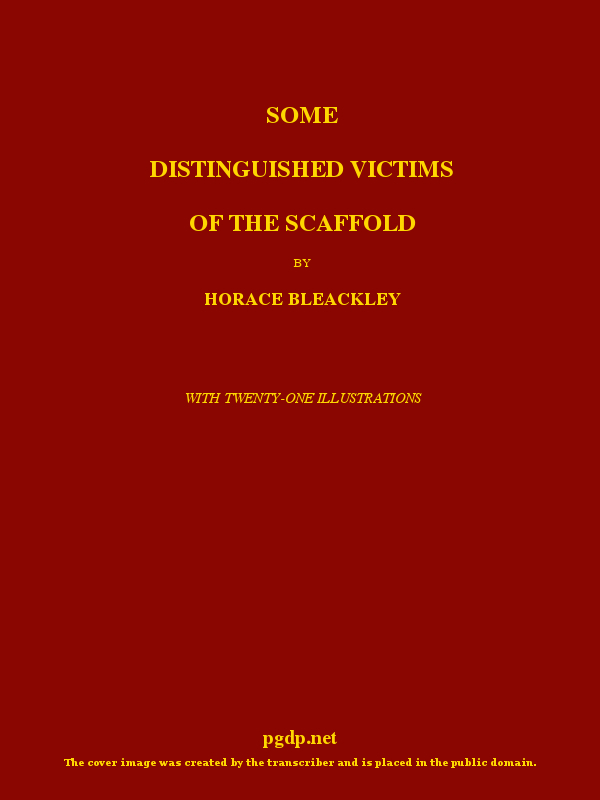 SOME
DISTINGUISHED VICTIMS
OF THE SCAFFOLD
BY
HORACE BLEACKLEY
WITH TWENTY-ONE ILLUSTRATIONS
pgdp.net
The cover image was created by the transcriber and is placed in the public domain.